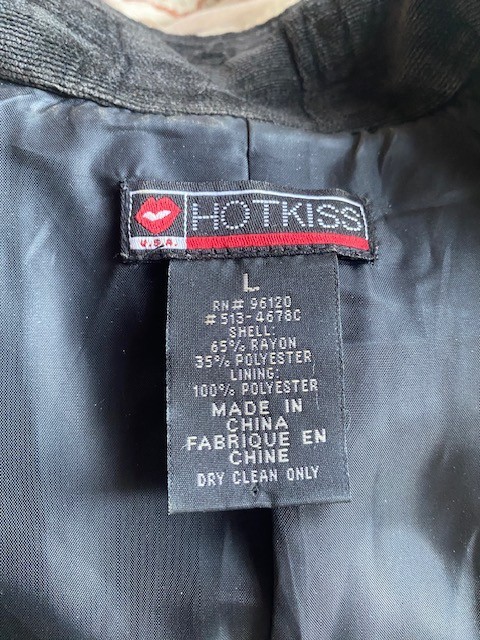 HOTKISS
U.S.A.
L
RN# 96120
#513-4678C
SHELL:
65% RAYON
35% POLYESTER
LINING:
100% POLYESTER
MADE IN
CHINA
FABRIQUE EN
CHINE
DRY CLEAN ONLY